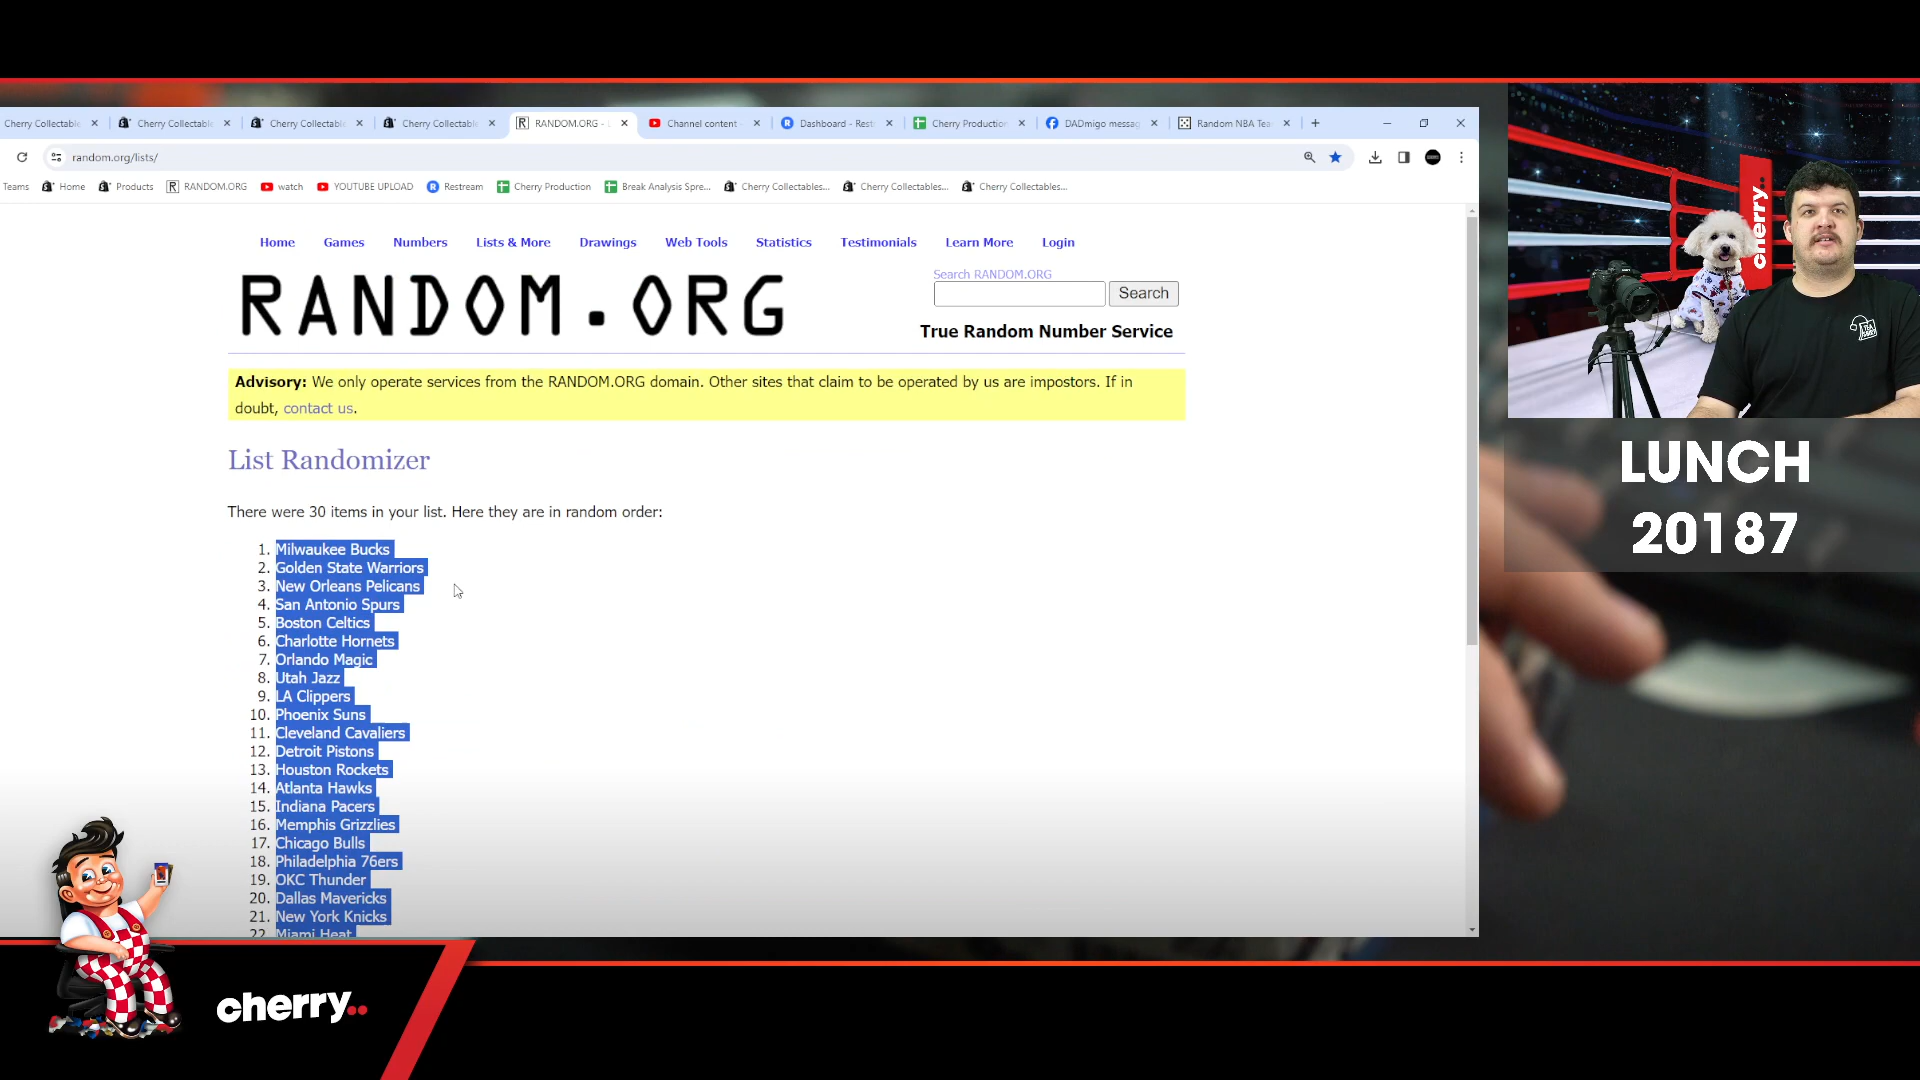 Cherry Collectable
Cherry Collectable
Cherry Collectable
Cherry Collectable
RANDOM.ORG - L
Channel content
Dashboard - Rest
Cherry Production
DADmigo messag
Random NBA Tea
random.org/lists/
Teams
Home
Products
RANDOM.ORG
watch
YOUTUBE UPLOAD
Restream
Cherry Production
Break Analysis Spre...
Cherry Collectables...
Cherry Collectables...
Cherry Collectables...
Home Games Numbers Lists & More Drawings Web Tools Statistics Testimonials Learn More Login
RANDOM.ORG
Search RANDOM.ORG
Search
True Random Number Service
Advisory: We only operate services from the RANDOM.ORG domain. Other sites that claim to be operated by us are impostors. If in
doubt, contact us.
List Randomizer
There were 30 items in your list. Here they are in random order:
1. Milwaukee Bucks
2. Golden State Warriors
3. New Orleans Pelicans
4. San Antonio Spurs
5. Boston Celtics
6. Charlotte Hornets
7. Orlando Magic
8. Utah Jazz
9. LA Clippers
10. Phoenix Suns
11. Cleveland Cavaliers
12. Detroit Pistons
13. Houston Rockets
14. Atlanta Hawks
15. Indiana Pacers
16. Memphis Grizzlies
17. Chicago Bulls
18. Philadelphia 76ers
19. OKC Thunder
20. Dallas Mavericks
21. New York Knicks
22. Miami Heat
cherry..
LUNCH
20187
cherry..